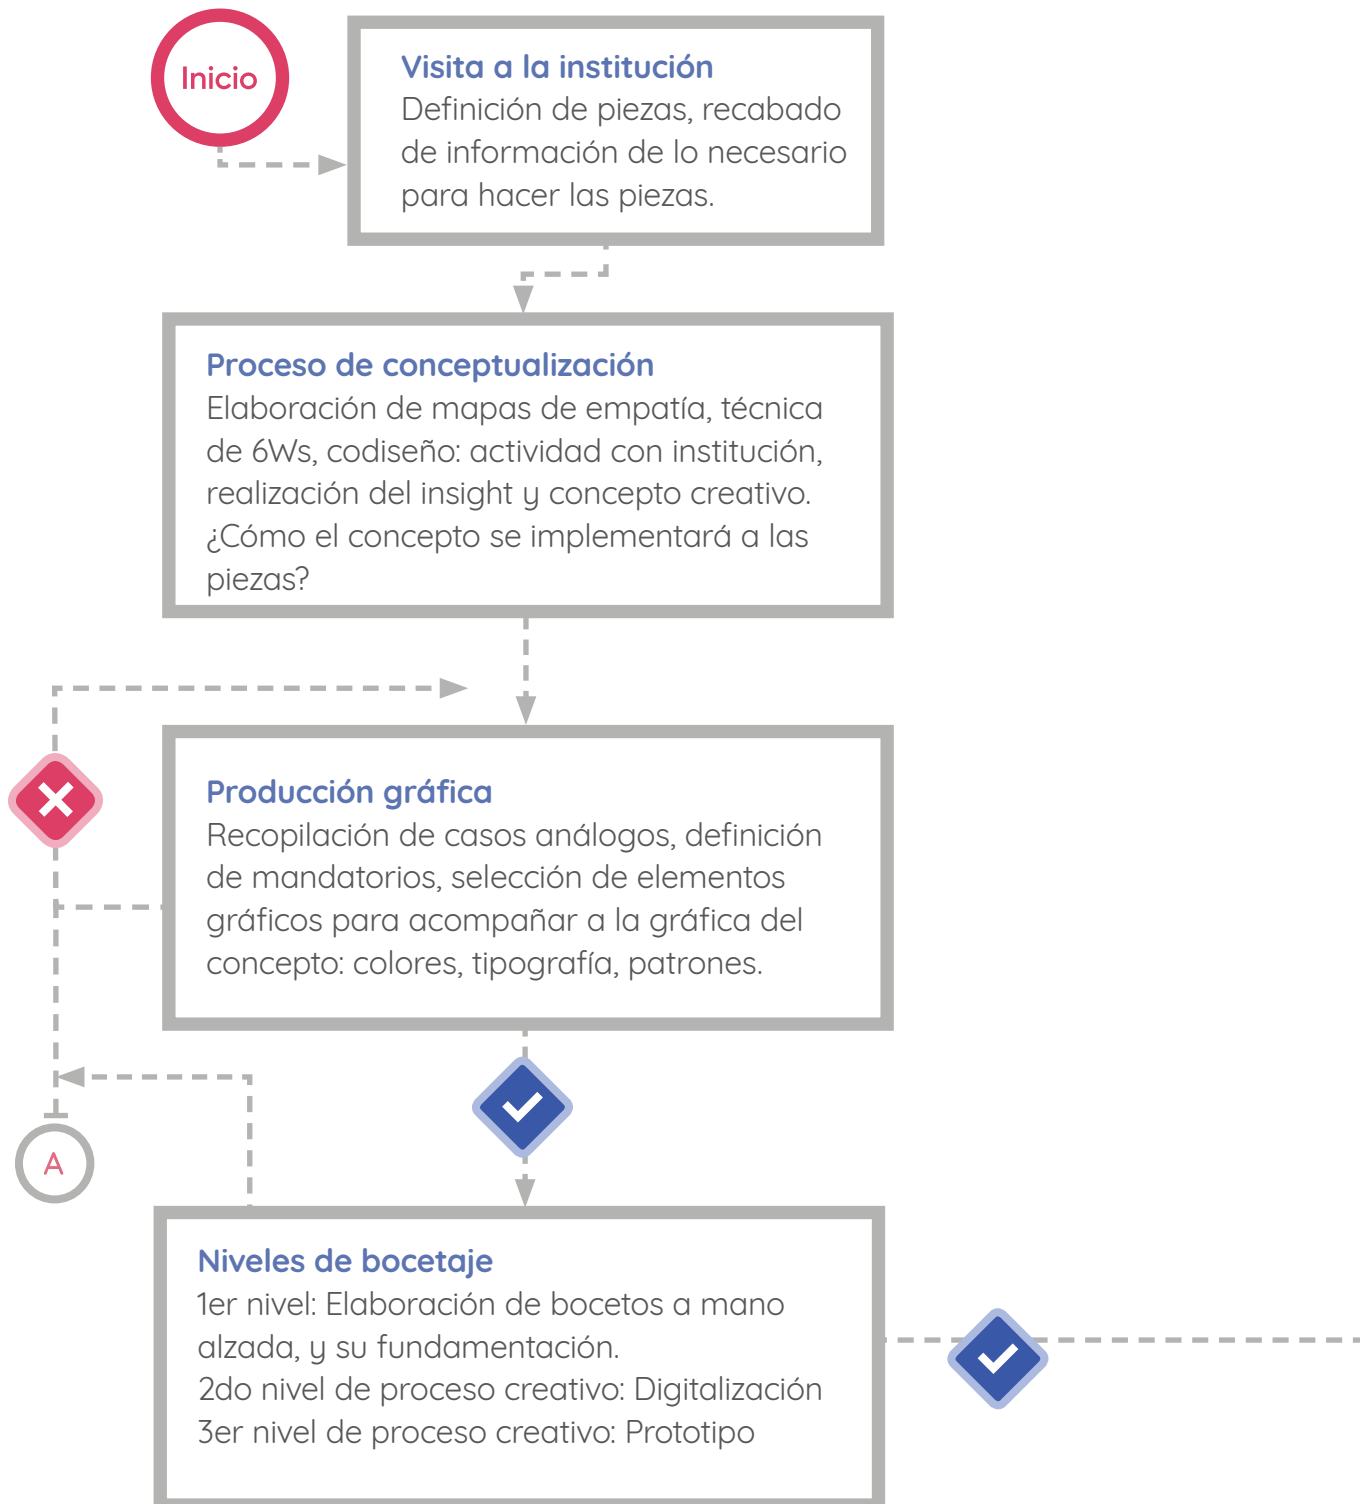 Inicio
Visita a la institución
Definición de piezas, recabado
de información de lo necesario
para hacer las piezas.
Proceso de conceptualización
Elaboración de mapas de empatía, técnica
de 6Ws, codiseño: actividad con institución,
realización del insight y concepto creativo.
¿Cómo el concepto se implementará a las
piezas?
Producción gráfica
Recopilación de casos análogos, definición
de mandatorios, selección de elementos
gráficos para acompañar a la gráfica del
concepto: colores, tipografía, patrones.
A
Niveles de bocetaje
1er nivel: Elaboración de bocetos a mano
alzada, y su fundamentación.
2do nivel de proceso creativo: Digitalización
3er nivel de proceso creativo: Prototipo